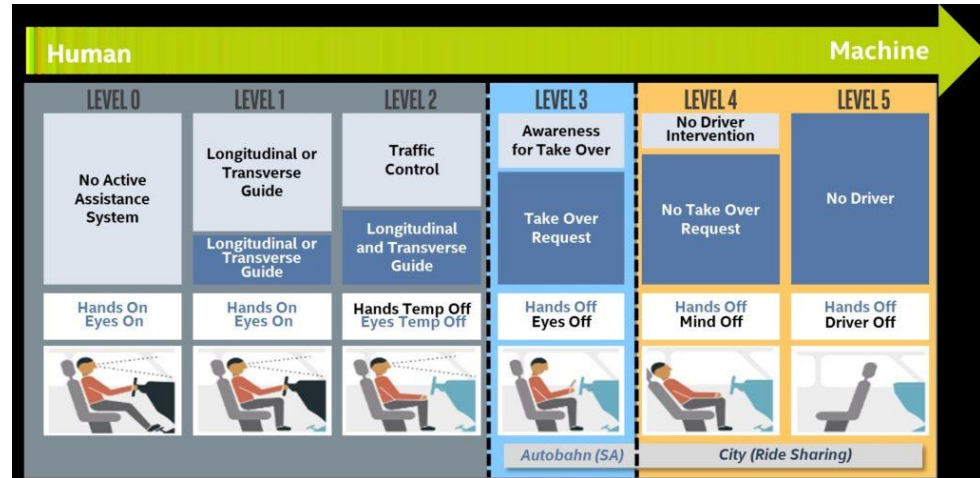 Human
Machine
LEVEL 0
LEVEL 1
LEVEL 2
LEVEL 3
LEVEL 4
LEVEL 5
No Active
Assistance
System
Longitudinal or
Transverse
Guide
Longitudinal or
Transverse
Guide
Traffic
Control
Longitudinal
and Transverse
Guide
Awareness
for Take Over
Take Over
Request
No Driver
Intervention
No Take Over
Request
No Driver
Hands On
Eyes On
Hands On
Eyes On
Hands Temp Off
Eyes Temp Off
Hands Off
Eyes Off
Hands Off
Mind Off
Hands Off
Driver Off
Autobahn (SA)
City (Ride Sharing)